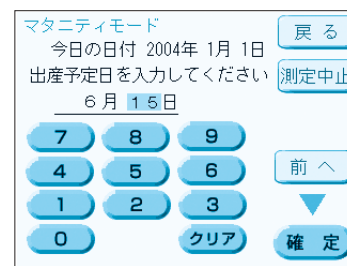 マタニティモード
今日の日付 2004年 1月 1日
戻る
出産予定日を入力してください
測定中止
6月 15日
7 8 9
4 5 6
前へ
1 2 3
0 クリア
確定